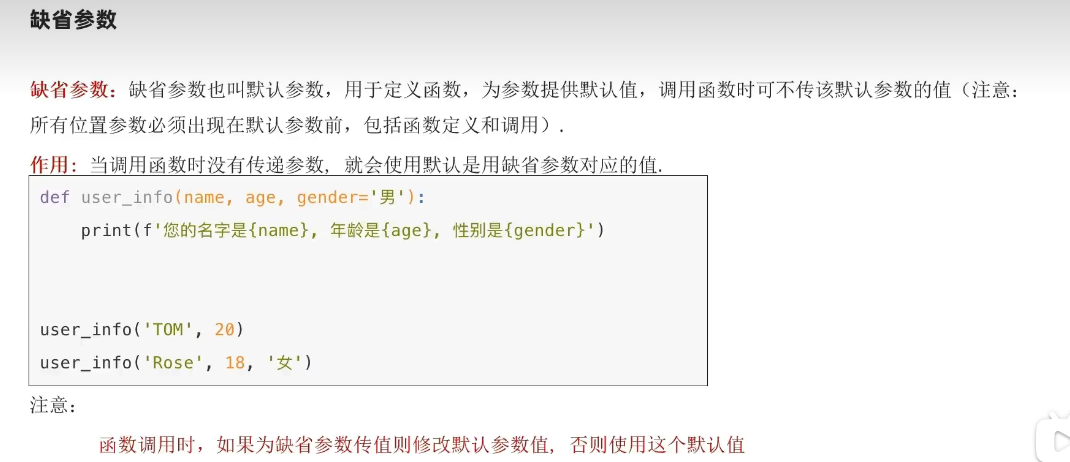 缺省参数
缺省参数：缺省参数也叫默认参数，用于定义函数，为参数提供默认值，调用函数时可不传该默认参数的值（注意：
所有位置参数必须出现在默认参数前，包括函数定义和调用）.
作用：当调用函数时没有传递参数, 就会使用默认是用缺省参数对应的值.
def user_info(name, age, gender='男'):
    print(f'您的名字是{name}, 年龄是{age}, 性别是{gender}')
user_info('TOM', 20)
user_info('Rose', 18, '女')
注意：
函数调用时，如果为缺省参数传值则修改默认参数值, 否则使用这个默认值